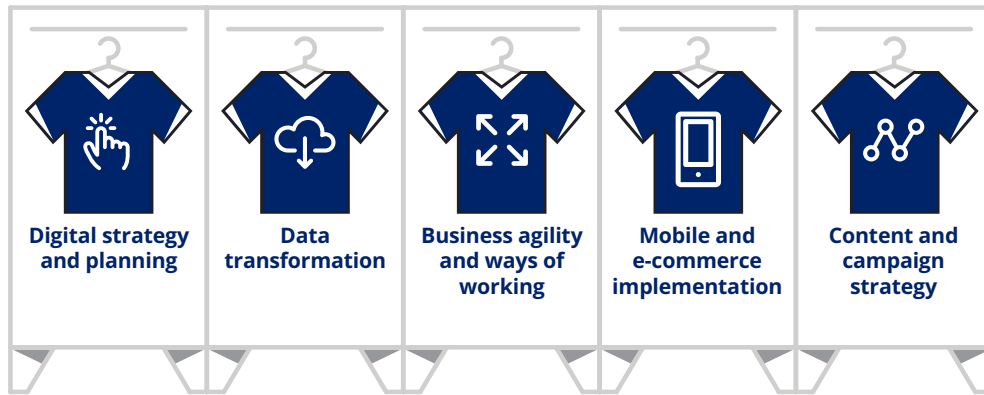 Digital strategy
and planning
Data
transformation
Business agility
and ways of
working
Mobile and
e-commerce
implementation
Content and
campaign
strategy